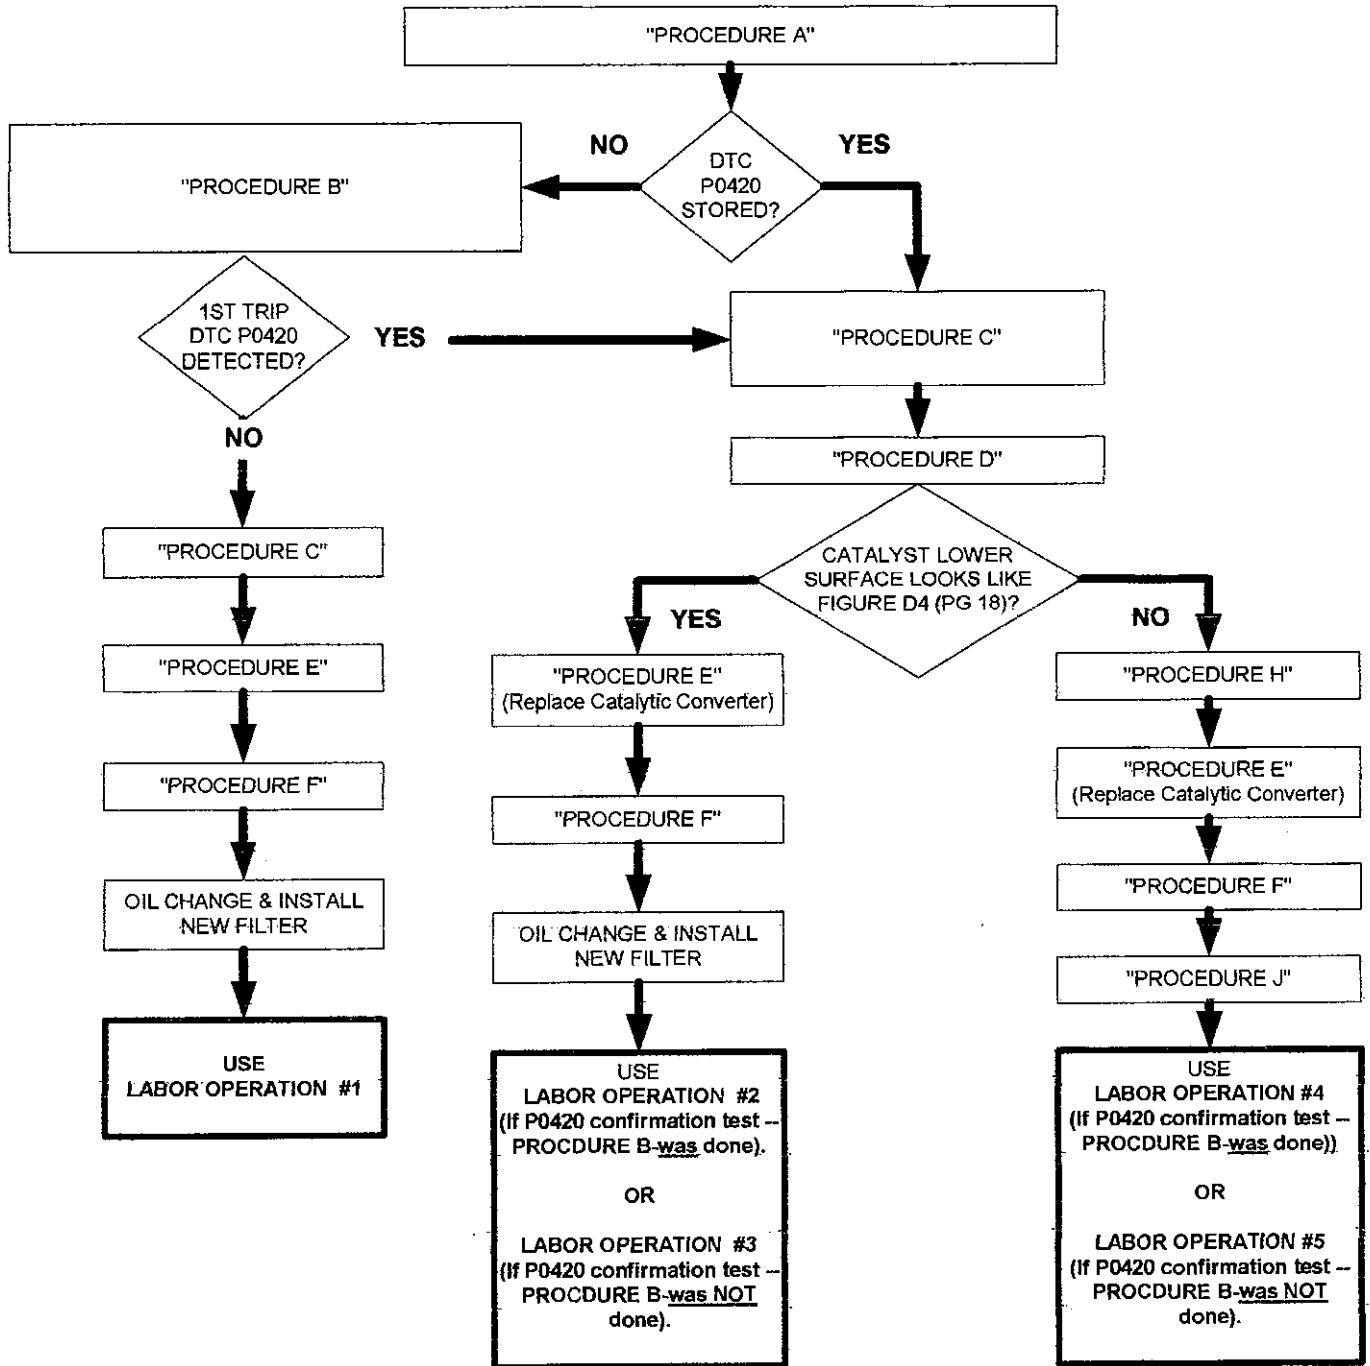 "PROCEDURE A"
NO
YES
DTC
P0420
STORED?
"PROCEDURE B"
1ST TRIP
DTC P0420
DETECTED?
YES
"PROCEDURE C"
NO
"PROCEDURE D"
"PROCEDURE C"
CATALYST LOWER
SURFACE LOOKS LIKE
FIGURE D4 (PG 18)?
YES
NO
"PROCEDURE E"
"PROCEDURE F"
OIL CHANGE & INSTALL
NEW FILTER
USE
LABOR OPERATION #1
"PROCEDURE E"
(Replace Catalytic Converter)
"PROCEDURE F"
OIL CHANGE & INSTALL
NEW FILTER
USE
LABOR OPERATION #2
(If P0420 confirmation test --
PROCDURE B-was done).
OR
LABOR OPERATION #3
(If P0420 confirmation test --
PROCDURE B-was NOT
done).
"PROCEDURE H"
"PROCEDURE E"
(Replace Catalytic Converter)
"PROCEDURE F"
"PROCEDURE J"
USE
LABOR OPERATION #4
(If P0420 confirmation test --
PROCDURE B-was done))
OR
LABOR OPERATION #5
(If P0420 confirmation test --
PROCDURE B-was NOT
done).